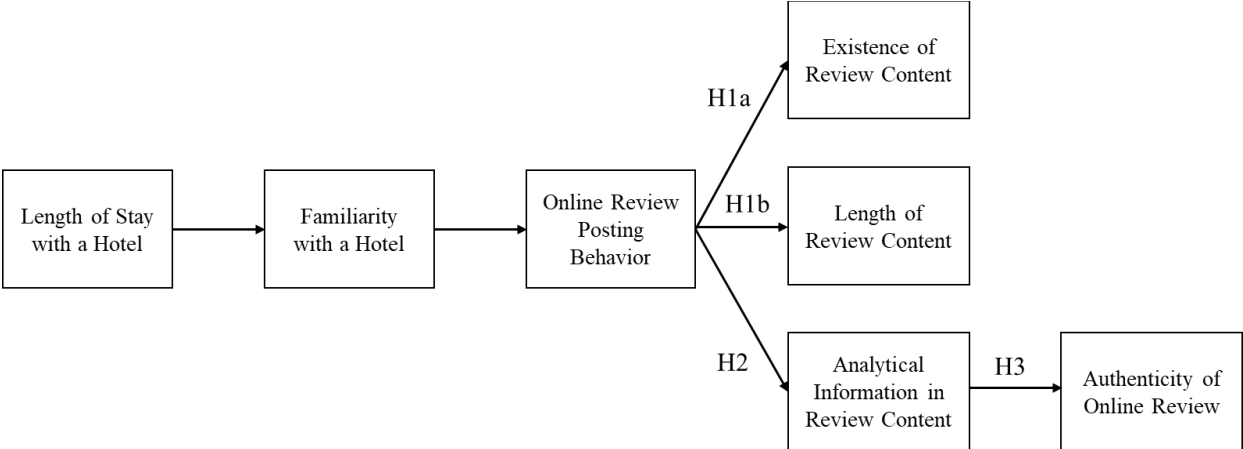 Existence of
Review Content
H1a
Length of Stay
with a Hotel
Familiarity
with a Hotel
Online Review
Posting
Behavior
H1b
Length of
Review Content
H2
Analytical
Information in
Review Content
H3
Authenticity of
Online Review